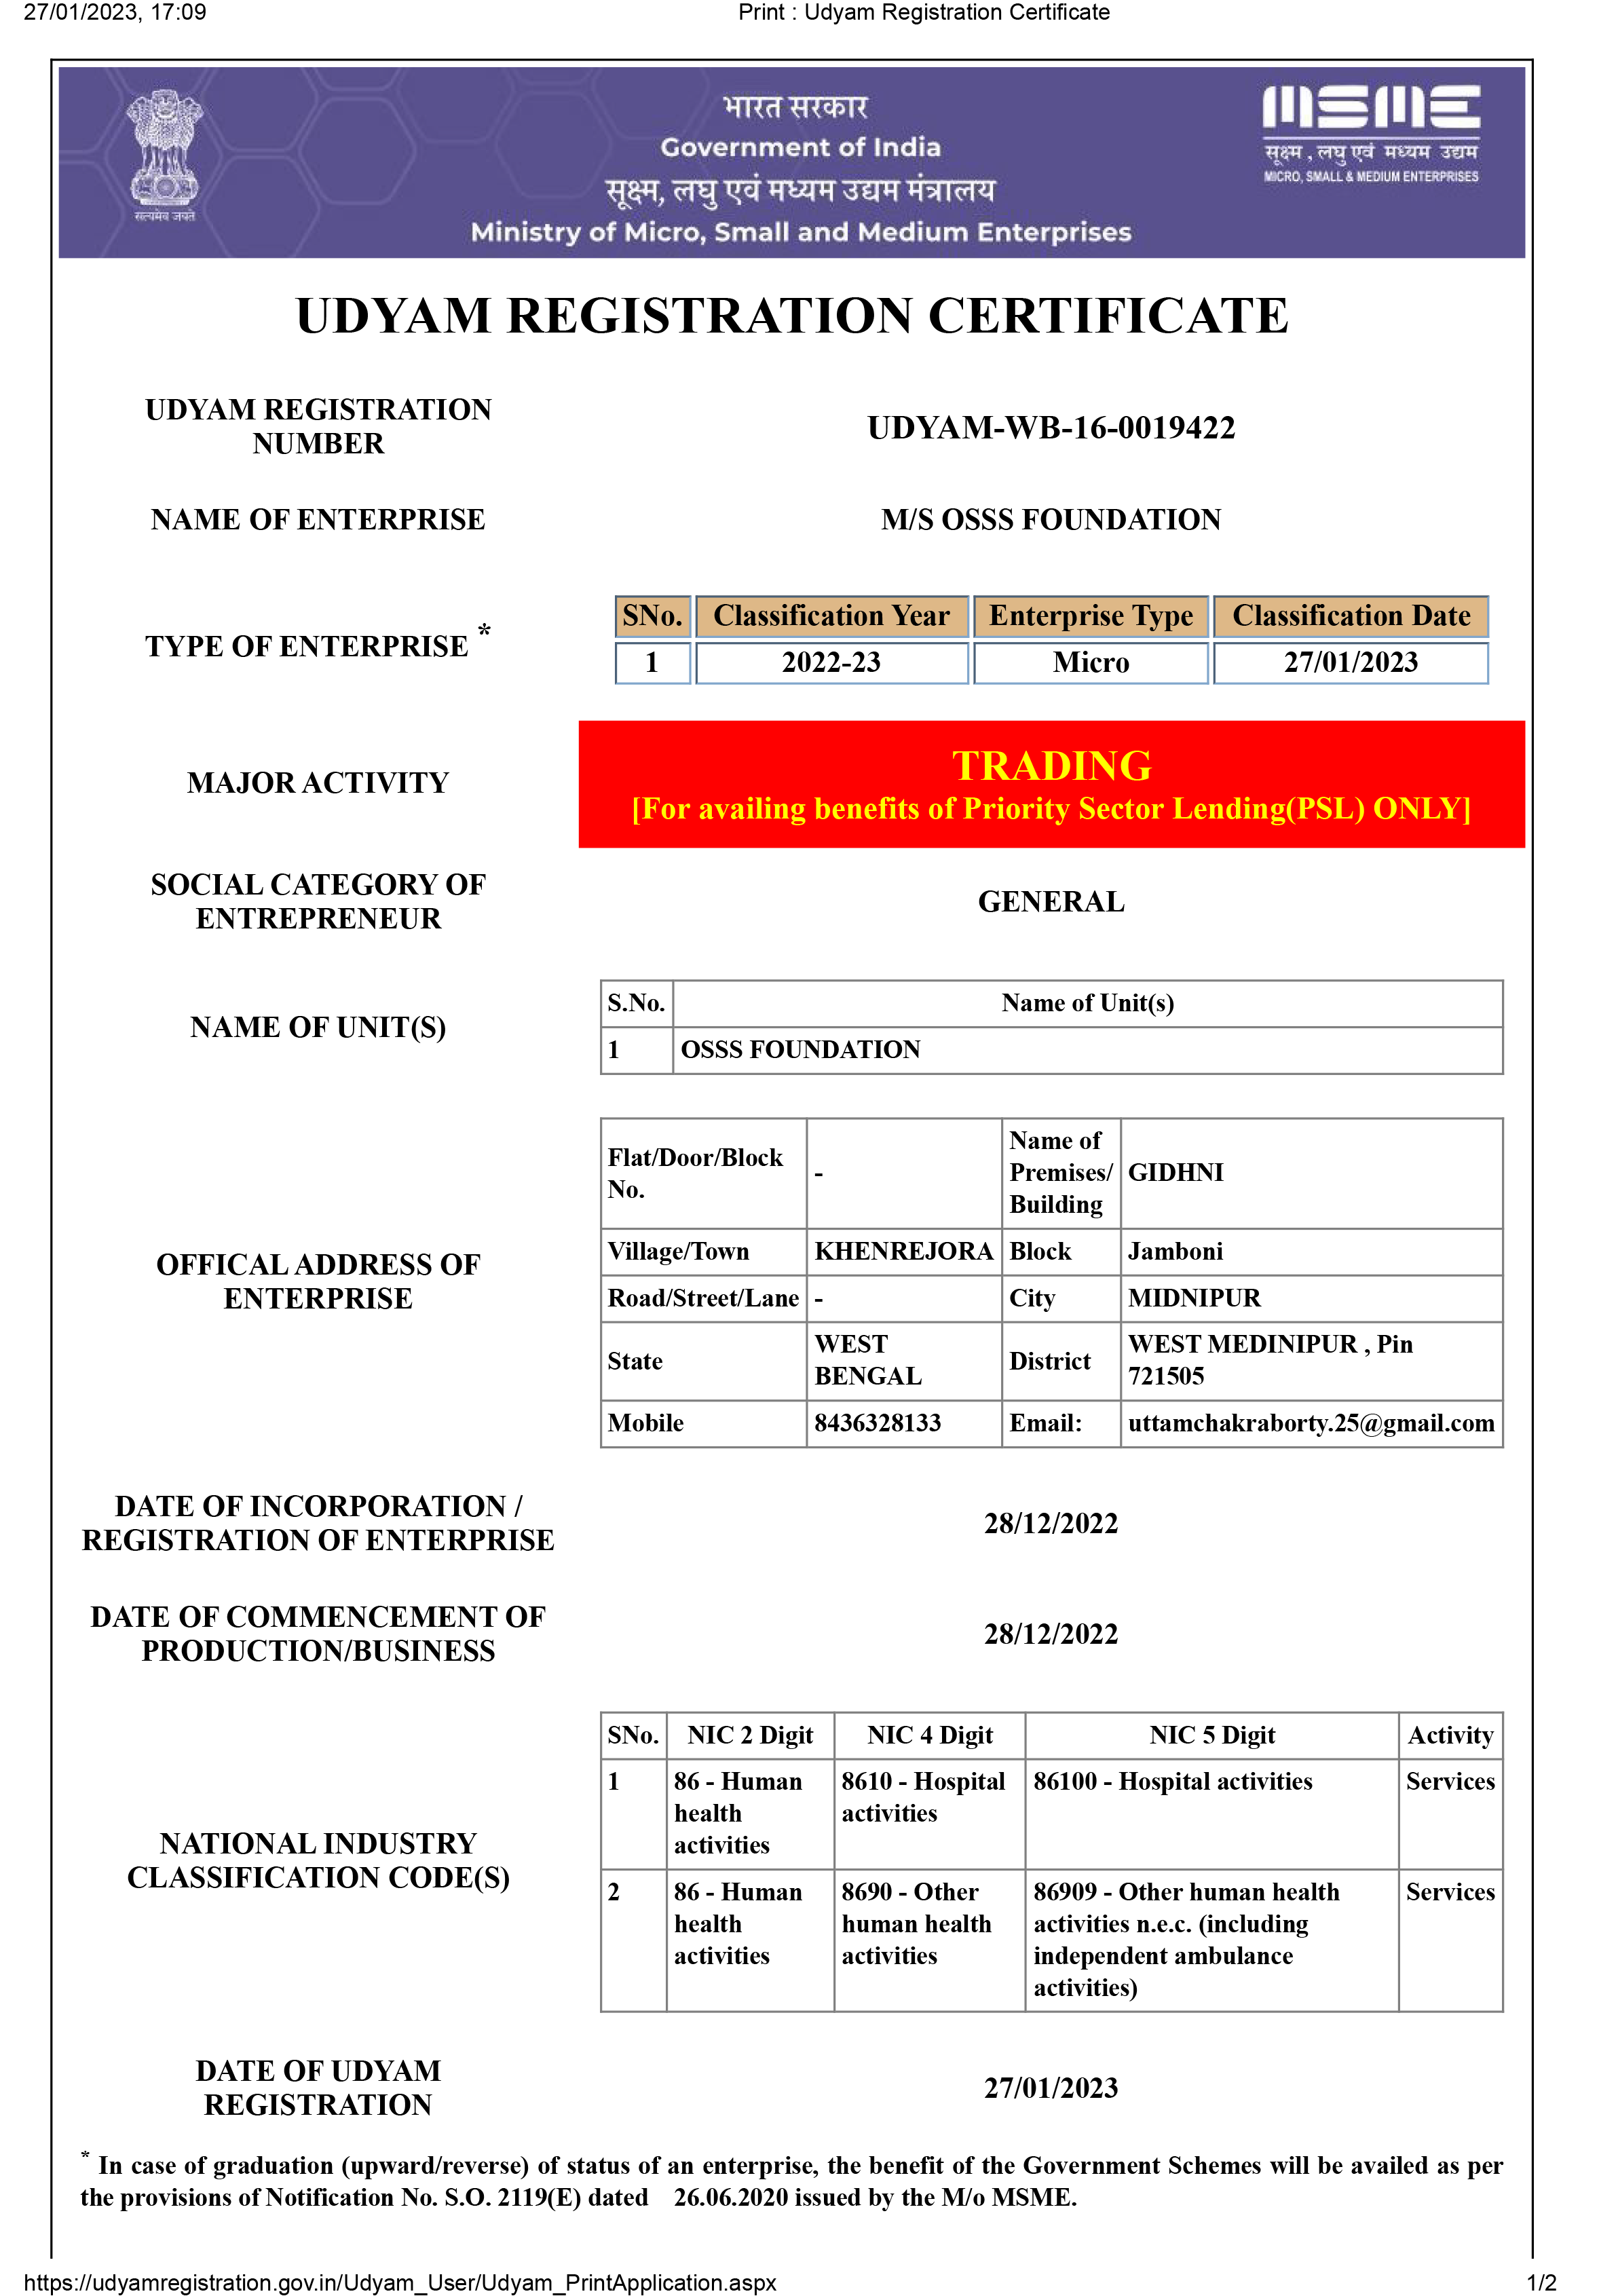 27/01/2023, 17:09
Print : Udyam Registration Certificate
भारत सरकार
Government of India
सूक्ष्म, लघु एवं मध्यम उद्यम मंत्रालय
Ministry of Micro, Small and Medium Enterprises
सत्यमेव जयते
MSME
सूक्ष्म , लघु एवं मध्यम उद्यम
MICRO, SMALL & MEDIUM ENTERPRISES
UDYAM REGISTRATION CERTIFICATE
UDYAM REGISTRATION
NUMBER
UDYAM-WB-16-0019422
NAME OF ENTERPRISE
M/S OSSS FOUNDATION
TYPE OF ENTERPRISE *
SNo. Classification Year Enterprise Type Classification Date
1 2022-23 Micro 27/01/2023
MAJOR ACTIVITY
TRADING
[For availing benefits of Priority Sector Lending(PSL) ONLY]
SOCIAL CATEGORY OF
ENTREPRENEUR
GENERAL
NAME OF UNIT(S)
S.No. Name of Unit(s)
1 OSSS FOUNDATION
OFFICAL ADDRESS OF
ENTERPRISE
Flat/Door/Block
No.
-
Name of
Premises/
Building
GIDHNI
Village/Town KHENREJORA Block Jamboni
Road/Street/Lane - City MIDNIPUR
State
WEST
BENGAL
District
WEST MEDINIPUR , Pin
721505
Mobile 8436328133 Email: uttamchakraborty.25@gmail.com
DATE OF INCORPORATION /
REGISTRATION OF ENTERPRISE
28/12/2022
DATE OF COMMENCEMENT OF
PRODUCTION/BUSINESS
28/12/2022
NATIONAL INDUSTRY
CLASSIFICATION CODE(S)
SNo. NIC 2 Digit NIC 4 Digit NIC 5 Digit Activity
1
86 - Human
health
activities
8610 - Hospital
activities
86100 - Hospital activities
Services
2
86 - Human
health
activities
8690 - Other
human health
activities
86909 - Other human health
activities n.e.c. (including
independent ambulance
activities)
Services
DATE OF UDYAM
REGISTRATION
27/01/2023
* In case of graduation (upward/reverse) of status of an enterprise, the benefit of the Government Schemes will be availed as per
the provisions of Notification No. S.O. 2119(E) dated 26.06.2020 issued by the M/o MSME.
https://udyamregistration.gov.in/Udyam_User/Udyam_PrintApplication.aspx
1/2